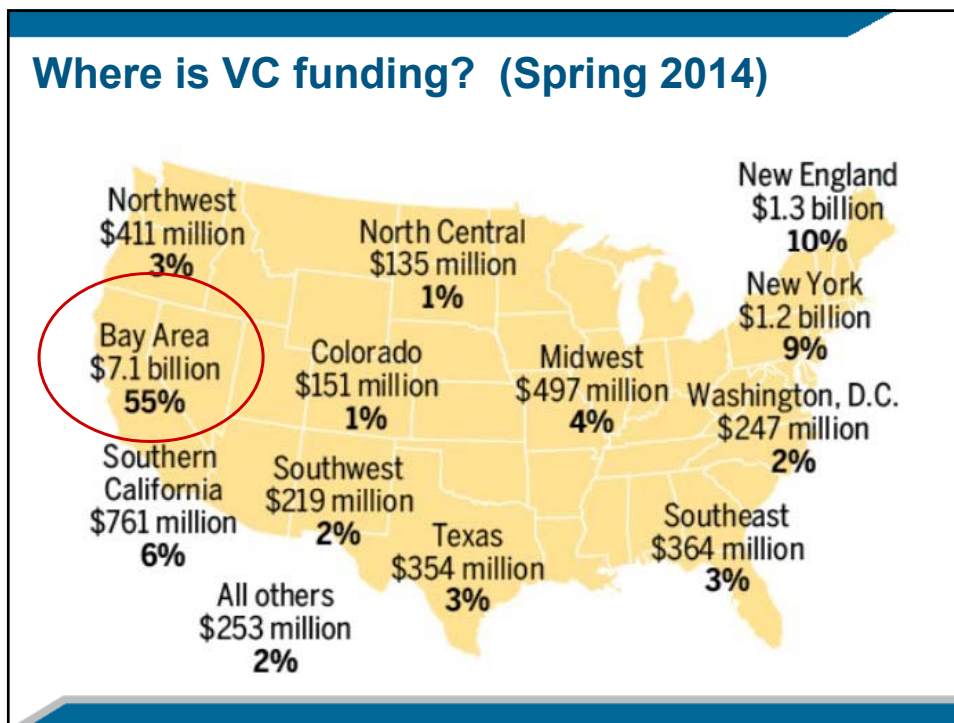 Where is VC funding? (Spring 2014)
Northwest
$411 million
3%
North Central
$135 million
1%
New England
$1.3 billion
10%
New York
$1.2 billion
9%
Bay Area
$7.1 billion
55%
Colorado
$151 million
1%
Midwest
$497 million
4%
Washington, D.C.
$247 million
2%
Southern
California
$761 million
6%
Southwest
$219 million
2%
Texas
$354 million
3%
Southeast
$364 million
3%
All others
$253 million
2%